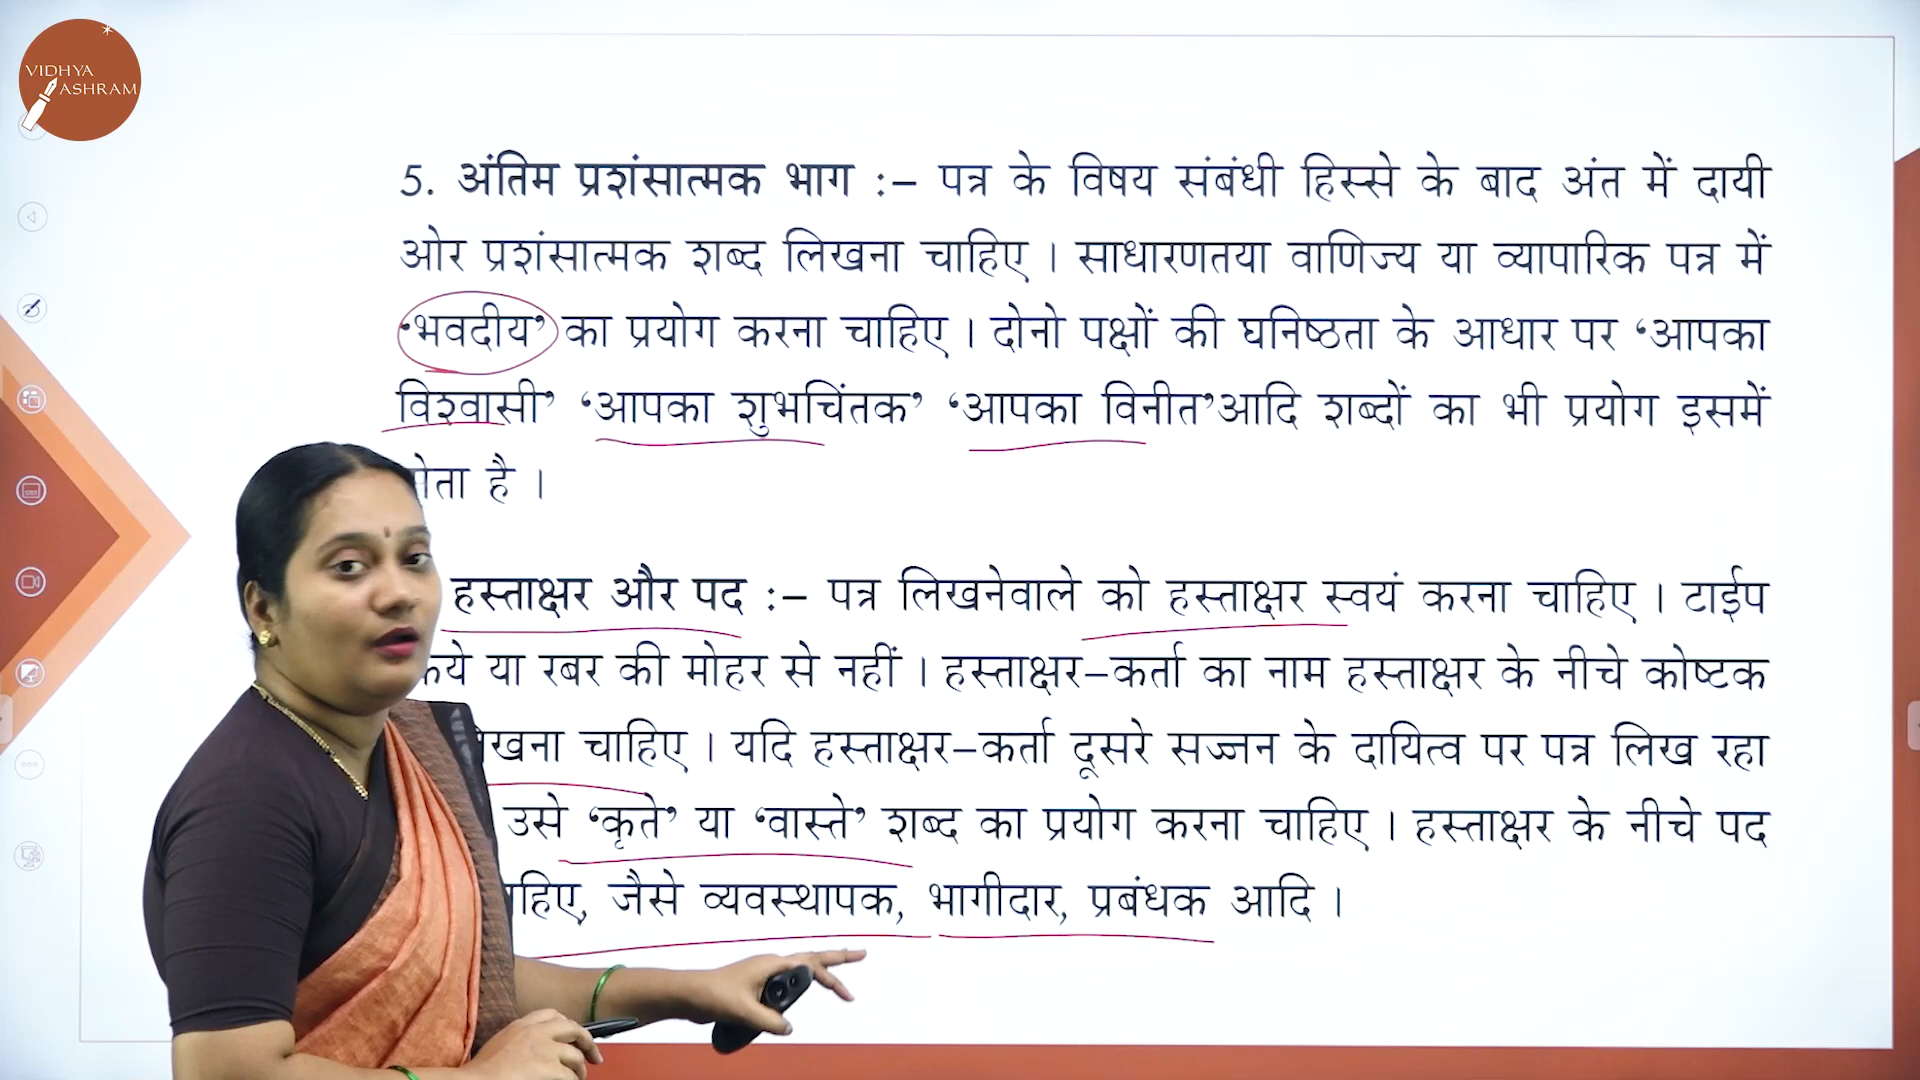 VIDHYA
ASHRAM
5. अंतिम प्रशंसात्मक भाग :– पत्र के विषय संबंधी हिस्से के बाद अंत में दायी
ओर प्रशंसात्मक शब्द लिखना चाहिए । साधारणतया वाणिज्य या व्यापारिक पत्र में
‘भवदीय’ का प्रयोग करना चाहिए । दोनो पक्षों की घनिष्ठता के आधार पर ‘आपका
विश्वासी’ ‘आपका शुभचिंतक’ ‘आपका विनीत’आदि शब्दों का भी प्रयोग इसमें
है ।
हस्ताक्षर और पद :– पत्र लिखनेवाले को हस्ताक्षर स्वयं करना चाहिए । टाईप
या रबर की मोहर से नहीं । हस्ताक्षर–कर्ता का नाम हस्ताक्षर के नीचे कोष्टक
चाहिए । यदि हस्ताक्षर–कर्ता दूसरे सज्जन के दायित्व पर पत्र लिख रहा
उसे ‘कृते’ या ‘वास्ते’ शब्द का प्रयोग करना चाहिए । हस्ताक्षर के नीचे पद
जैसे व्यवस्थापक, भागीदार, प्रबंधक आदि ।